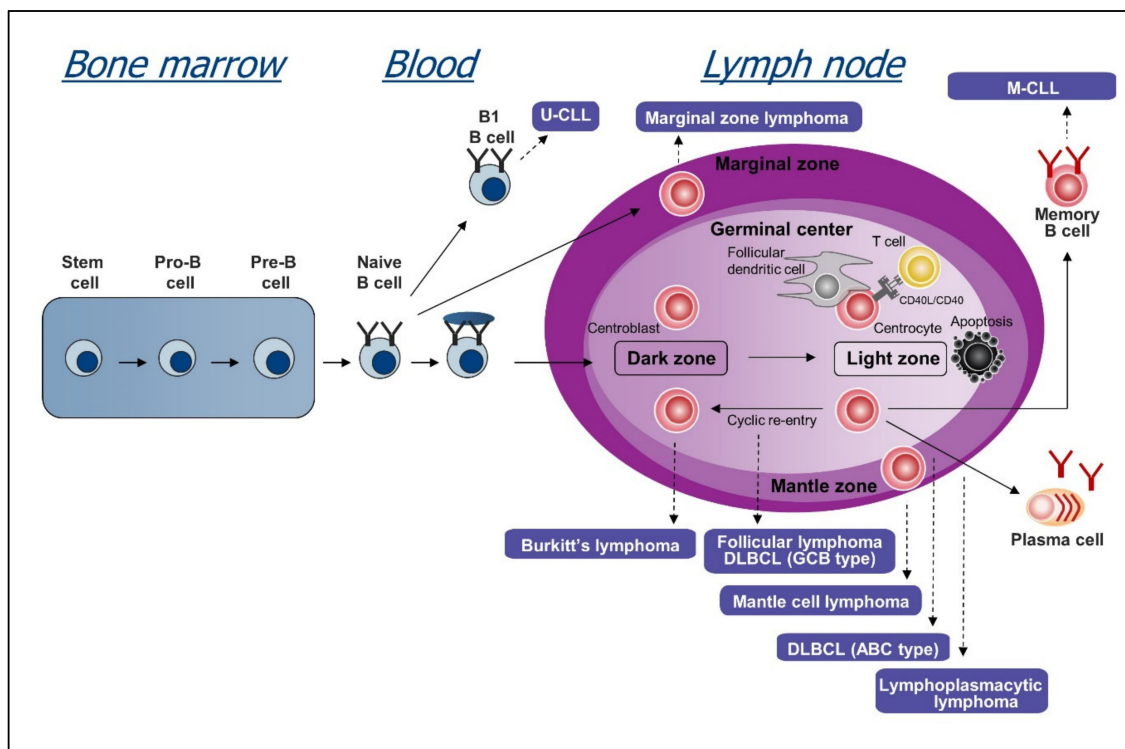 Bone marrow
Blood
Lymph node
M-CLL
B1
B cell
U-CLL
Marginal zone lymphoma
Marginal zone
Memory
B cell
Germinal center
T cell
Follicular
dendritic cell
CD40L/CD40
Stem
cell
Pro-B
cell
Pre-B
cell
Naive
B cell
Centroblast
Centrocyte
Apoptosis
Dark zone
Light zone
Cyclic re-entry
Mantle zone
Plasma cell
Burkitt's lymphoma
Follicular lymphoma
DLBCL (GCB type)
Mantle cell lymphoma
DLBCL (ABC type)
Lymphoplasmacytic
lymphoma